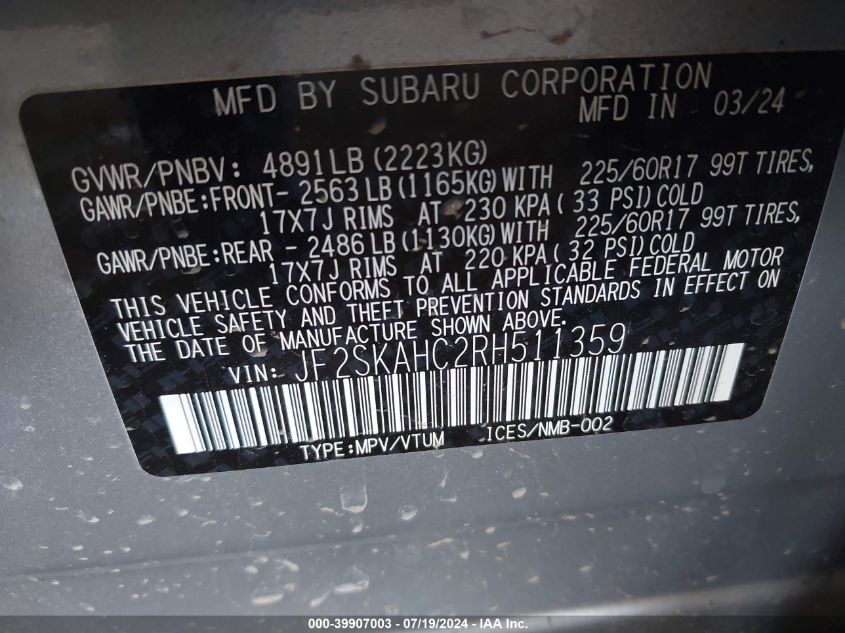 MFD BY SUBARU CORPORATION
MFD IN 03/24
GVWR/PNBV: 4891LB (2223KG)
GAWR/PNBE:FRONT- 2563 LB (1165KG) WITH 225/60R17 99T TIRES,
17X7J RIMS AT 230 KPA ( 33 PSI) COLD
GAWR/PNBE:REAR - 2486 LB (1130KG) WITH 225/60R17 99T TIRES,
17X7J RIMS AT 220 KPA ( 32 PSI) COLD
THIS VEHICLE CONFORMS TO ALL APPLICABLE FEDERAL MOTOR
VEHICLE SAFETY AND THEFT PREVENTION STANDARDS IN EFFECT ON
THE DATE OF MANUFACTURE SHOWN ABOVE.
VIN: JF2SKAHC2RH511359
TYPE:MPV/VTUM ICES/NMB-002
000-39907003 - 07/19/2024 - IAA Inc.